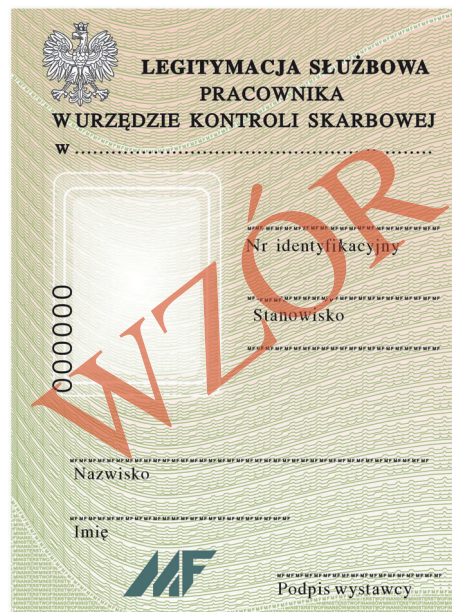 LEGITYMACJA SŁUŻBOWA
PRACOWNIKA
W URZĘDZIE KONTROLI SKARBOWEJ
w ....................................................
WZÓR
Nr identyfikacyjny
Stanowisko
000000
Nazwisko
Imię
MF
Podpis wystawcy